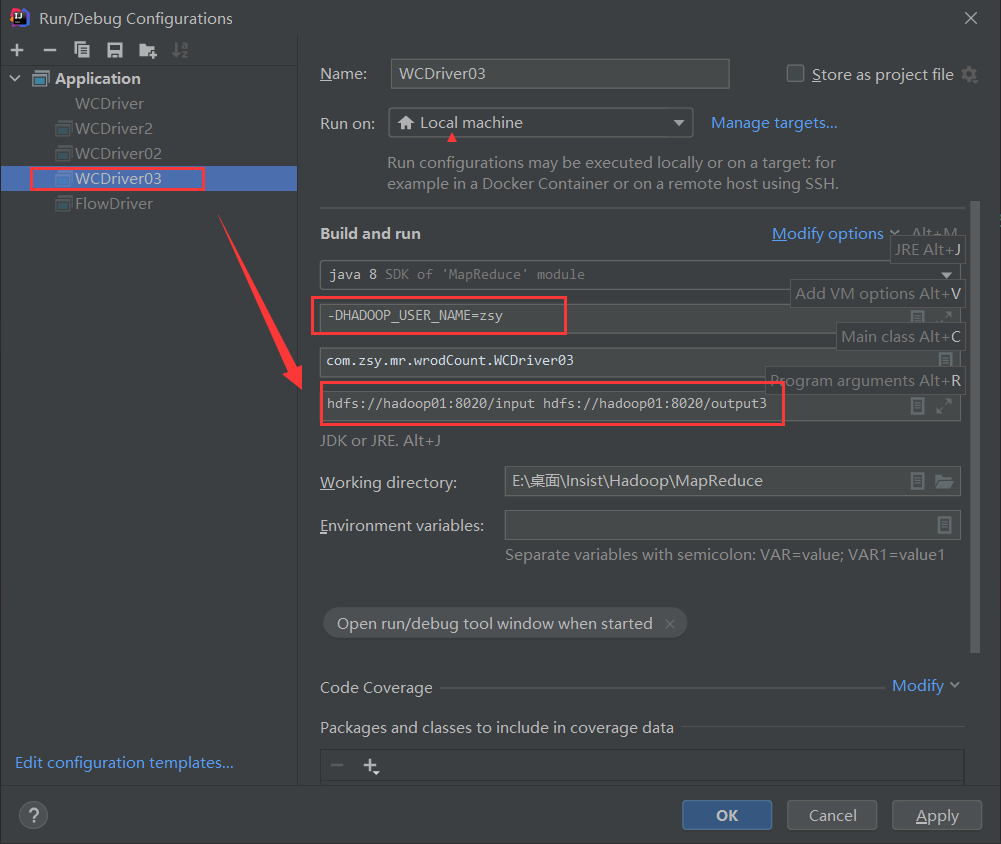 Run/Debug Configurations
Application
WCDriver
WCDriver2
WCDriver02
WCDriver03
FlowDriver
Edit configuration templates...
Name: WCDriver03 Store as project file
Run on: Local machine Manage targets...
Run configurations may be executed locally or on a target: for
example in a Docker Container or on a remote host using SSH.
Build and run Modify options Alt+M
JRE Alt+J
java 8 SDK of 'MapReduce' module
Add VM options Alt+V
-DHADOOP_USER_NAME=zsy
Main class Alt+C
com.zsy.mr.wrodCount.WCDriver03
Program arguments Alt+R
hdfs://hadoop01:8020/input hdfs://hadoop01:8020/output3
JDK or JRE. Alt+J
Working directory: E:\桌面\Insist\Hadoop\MapReduce
Environment variables:
Separate variables with semicolon: VAR=value; VAR1=value1
Open run/debug tool window when started
Code Coverage Modify
Packages and classes to include in coverage data
? OK Cancel Apply